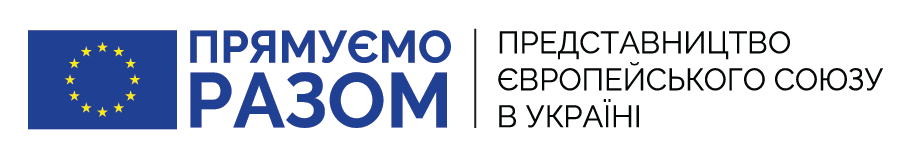 ПРЯМУЄМО
РАЗОМ
ПРЕДСТАВНИЦТВО
ЄВРОПЕЙСЬКОГО СОЮЗУ
В УКРАЇНІ